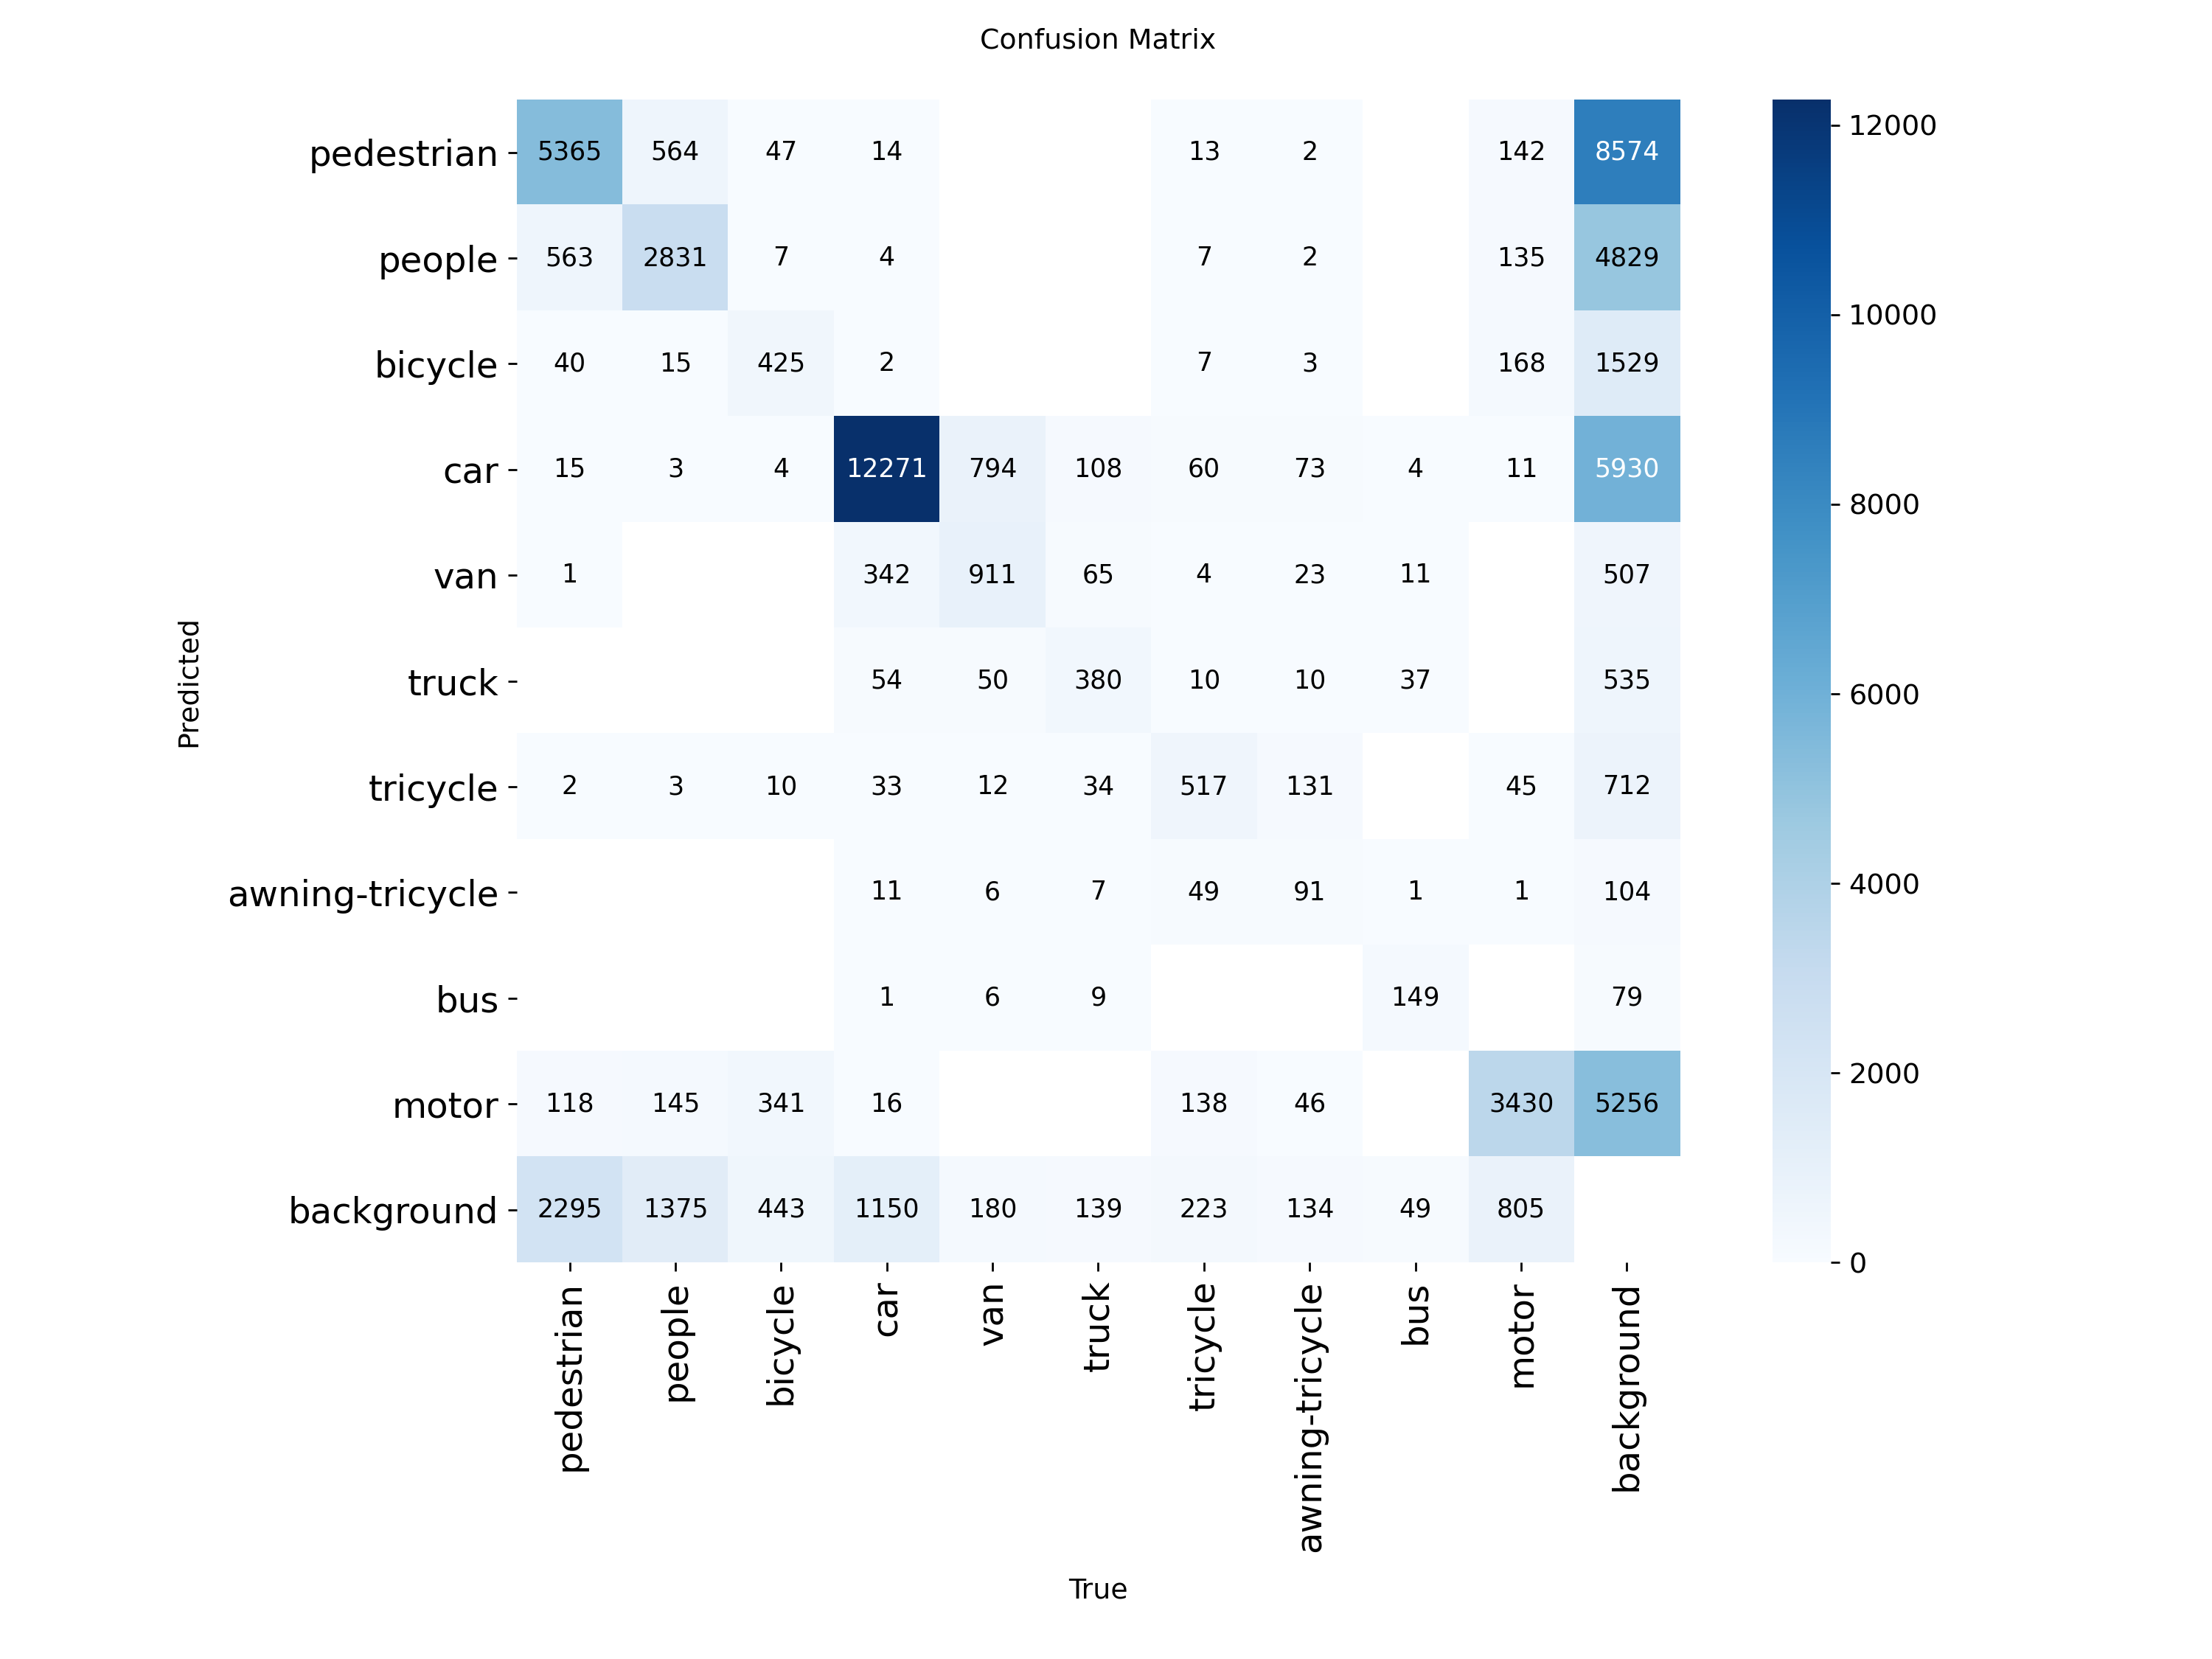 Confusion Matrix
pedestrian 5365 564 47 14 13 2 142 8574
people 563 2831 7 4 7 2 135 4829
bicycle 40 15 425 2 7 3 168 1529
car 15 3 4 12271 794 108 60 73 4 11 5930
van 1 342 911 65 4 23 11 507
truck 54 50 380 10 10 37 535
tricycle 2 3 10 33 12 34 517 131 45 712
awning-tricycle 11 6 7 49 91 1 1 104
bus 1 6 9 149 79
motor 118 145 341 16 138 46 3430 5256
background 2295 1375 443 1150 180 139 223 134 49 805
pedestrian people bicycle car van truck tricycle awning-tricycle bus motor background
True
Predicted
12000
10000
8000
6000
4000
2000
0